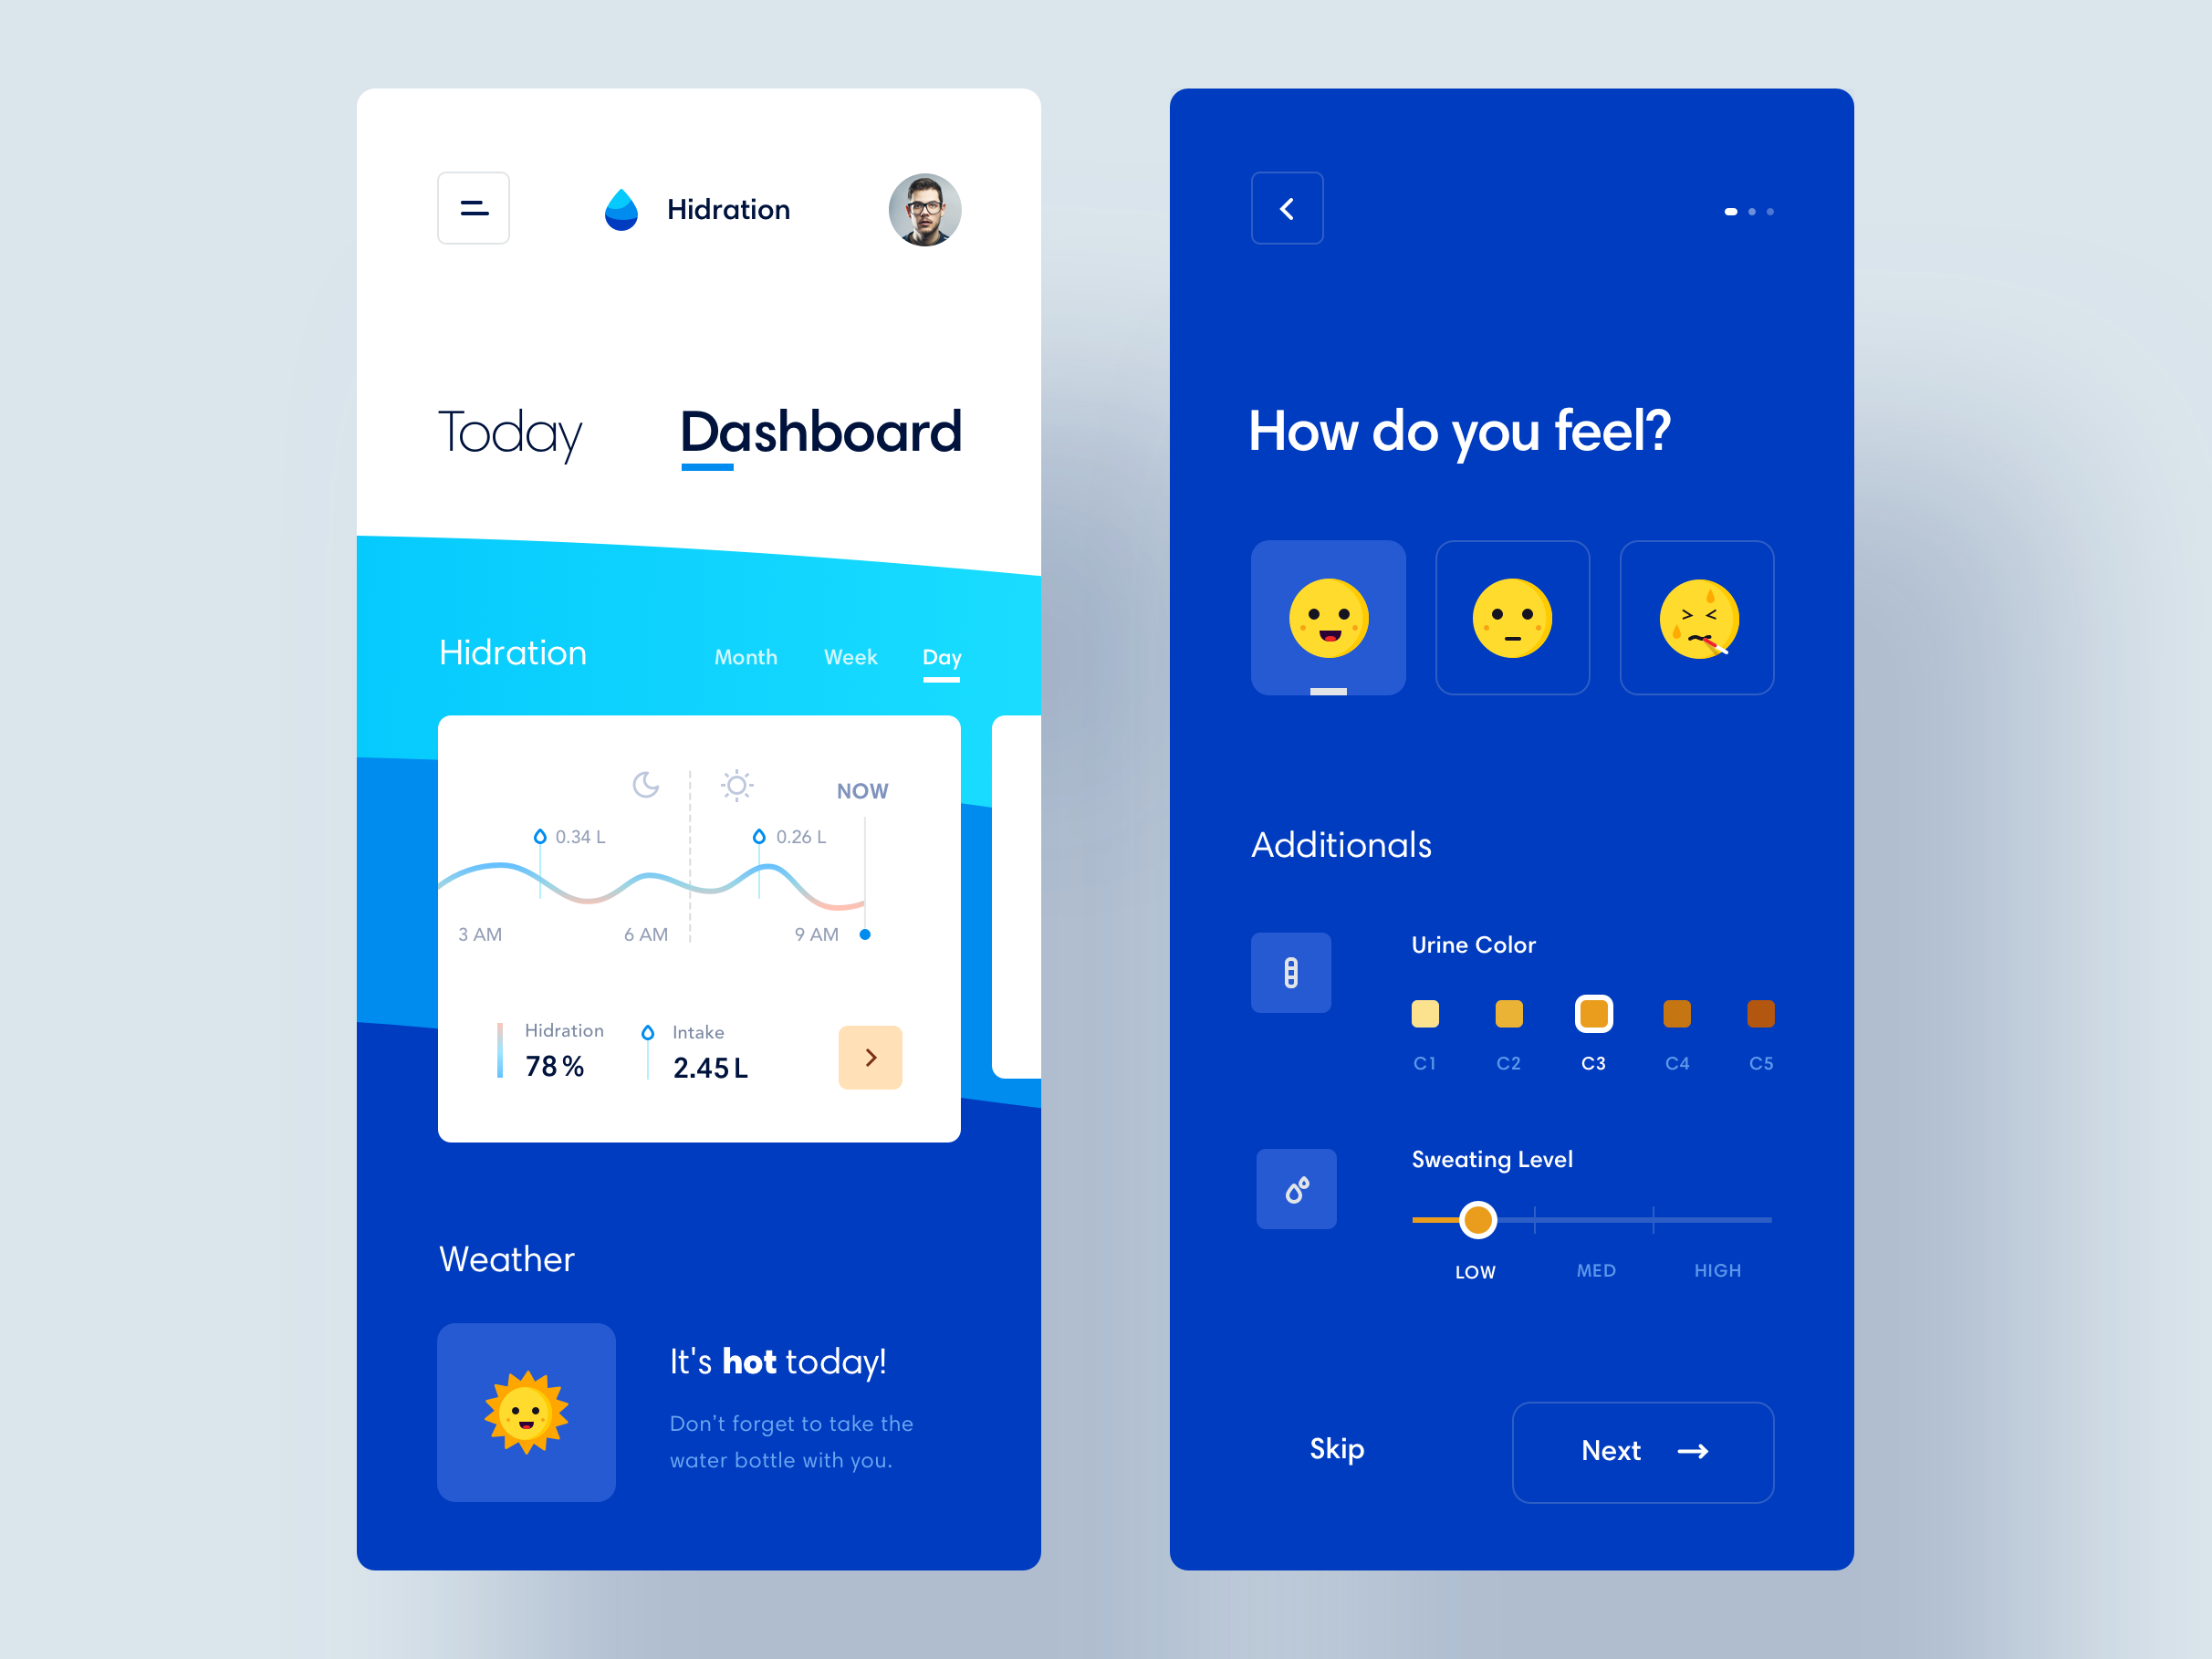 Hidration
Today
Dashboard
Hidration
Month
Week
Day
NOW
0.34 L
0.26 L
3 AM
6 AM
9 AM
Hidration
78 %
Intake
2.45 L
Weather
It's hot today!
Don't forget to take the
water bottle with you.
How do you feel?
Additionals
Urine Color
C1
C2
C3
C4
C5
Sweating Level
LOW
MED
HIGH
Skip
Next